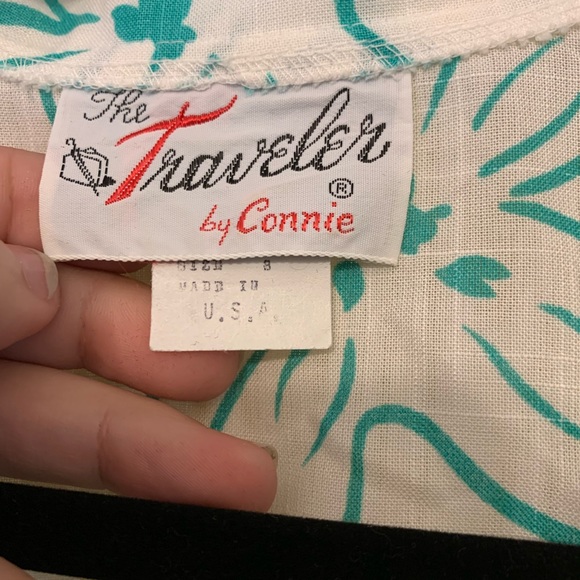 The
Traveler
®
by Connie
SIZE 8
MADE IN
U.S.A.